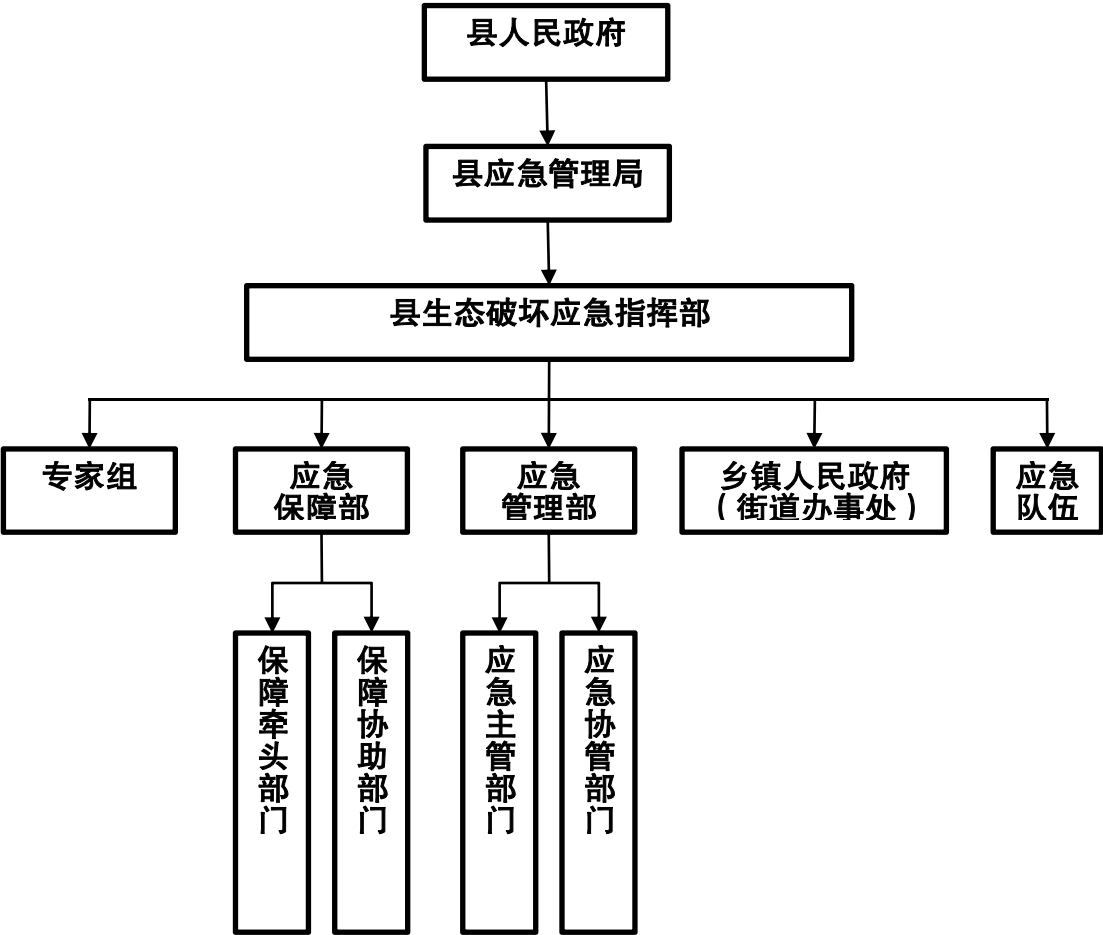 县人民政府
县应急管理局
县生态破坏应急指挥部
专家组
应急
保障部
应急
管理部
乡镇人民政府
（街道办事处）
应急
队伍
保障牵头部门
保障协助部门
应急主管部门
应急协管部门